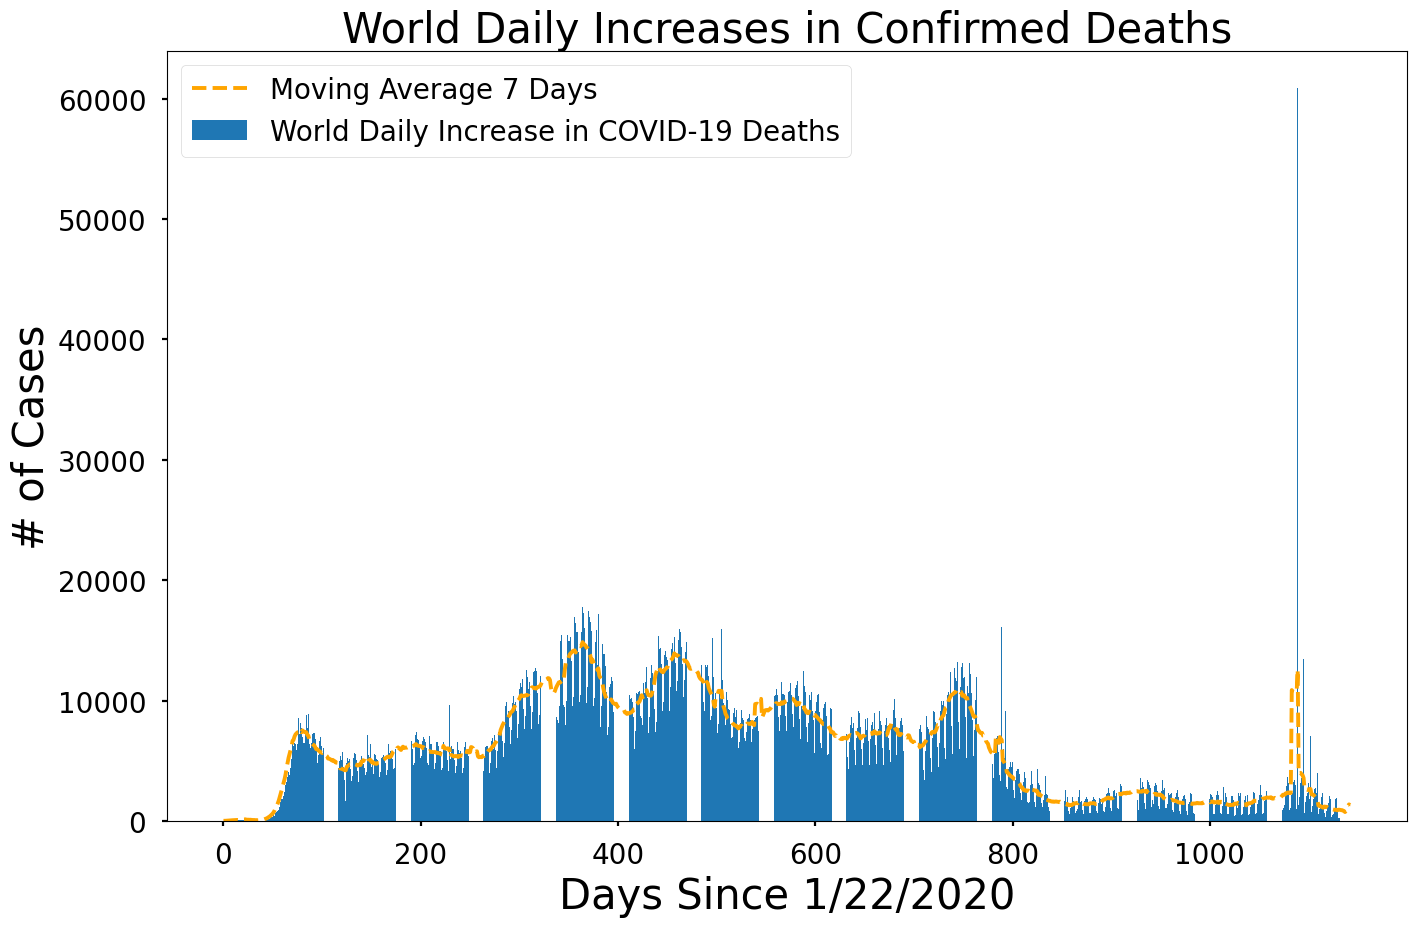 World Daily Increases in Confirmed Deaths
Moving Average 7 Days
World Daily Increase in COVID-19 Deaths
60000
50000
40000
30000
20000
10000
0
# of Cases
0 200 400 600 800 1000
Days Since 1/22/2020